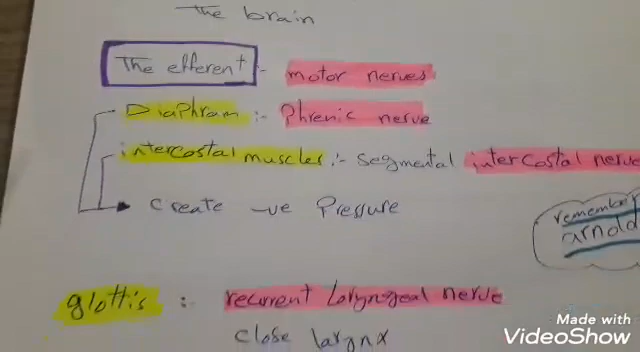 The brain
The efferent :- motor nerves
Diaphram :- Phrenic nerve
intercostal muscles :- segmental intercostal nerve
create -ve Pressure
remember
arnold
glottis :- recurrent laryngeal nerve
close larynx
Made with
VideoShow